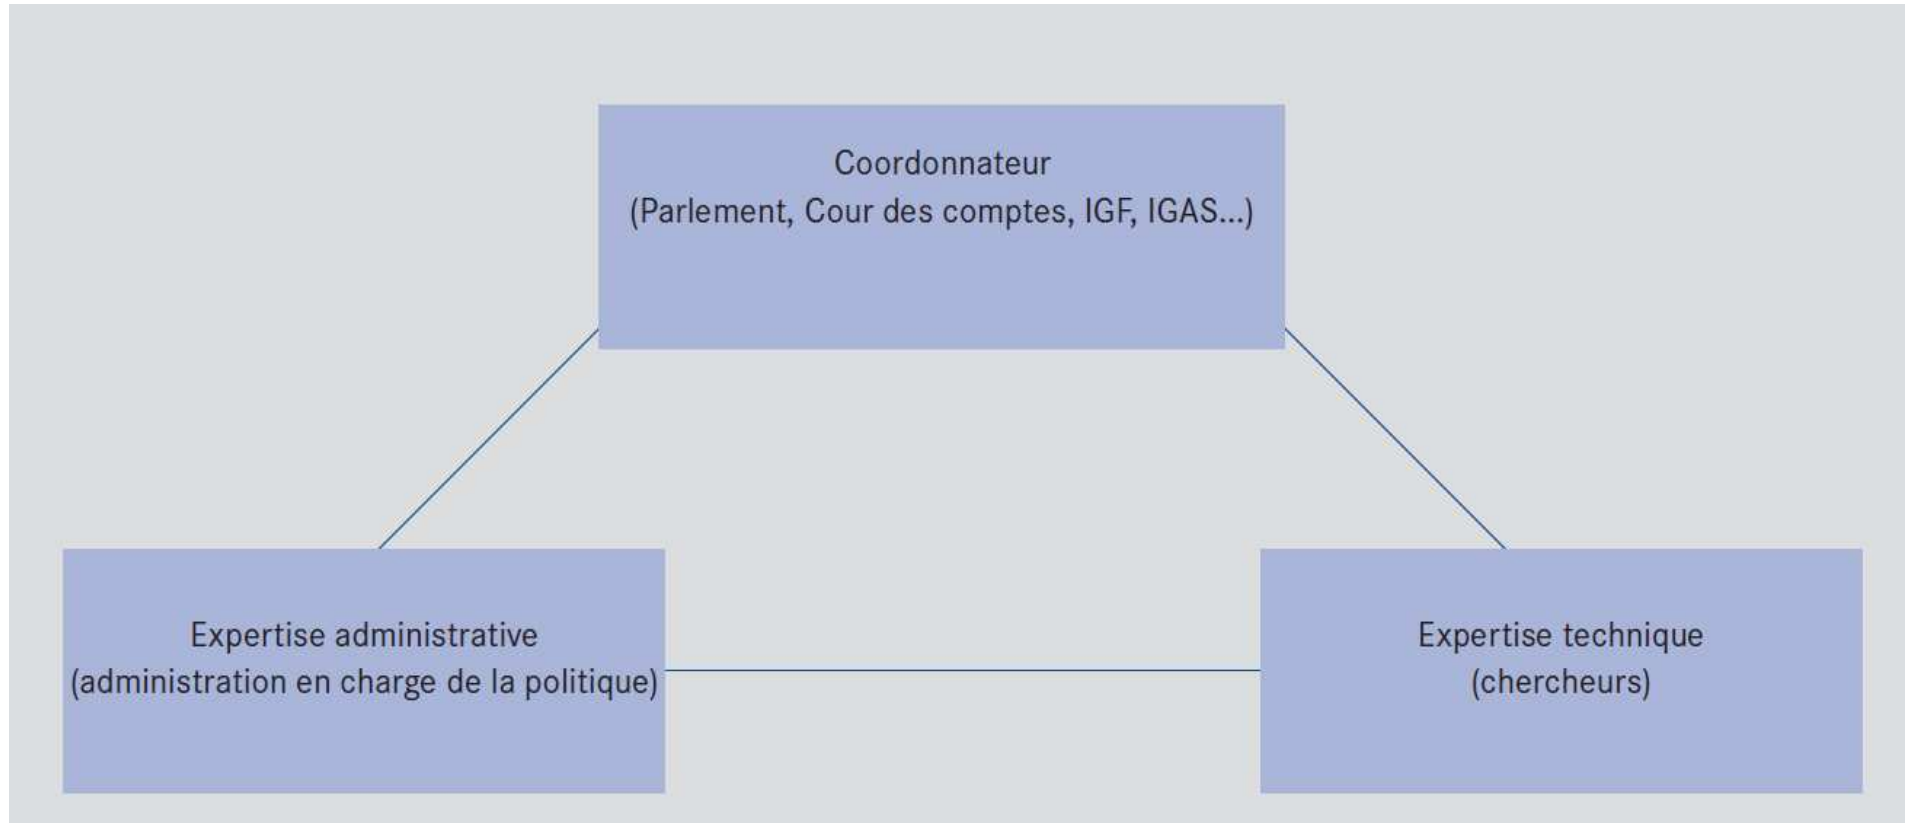 Coordonnateur
(Parlement, Cour des comptes, IGF, IGAS...)
Expertise administrative
(administration en charge de la politique)
Expertise technique
(chercheurs)